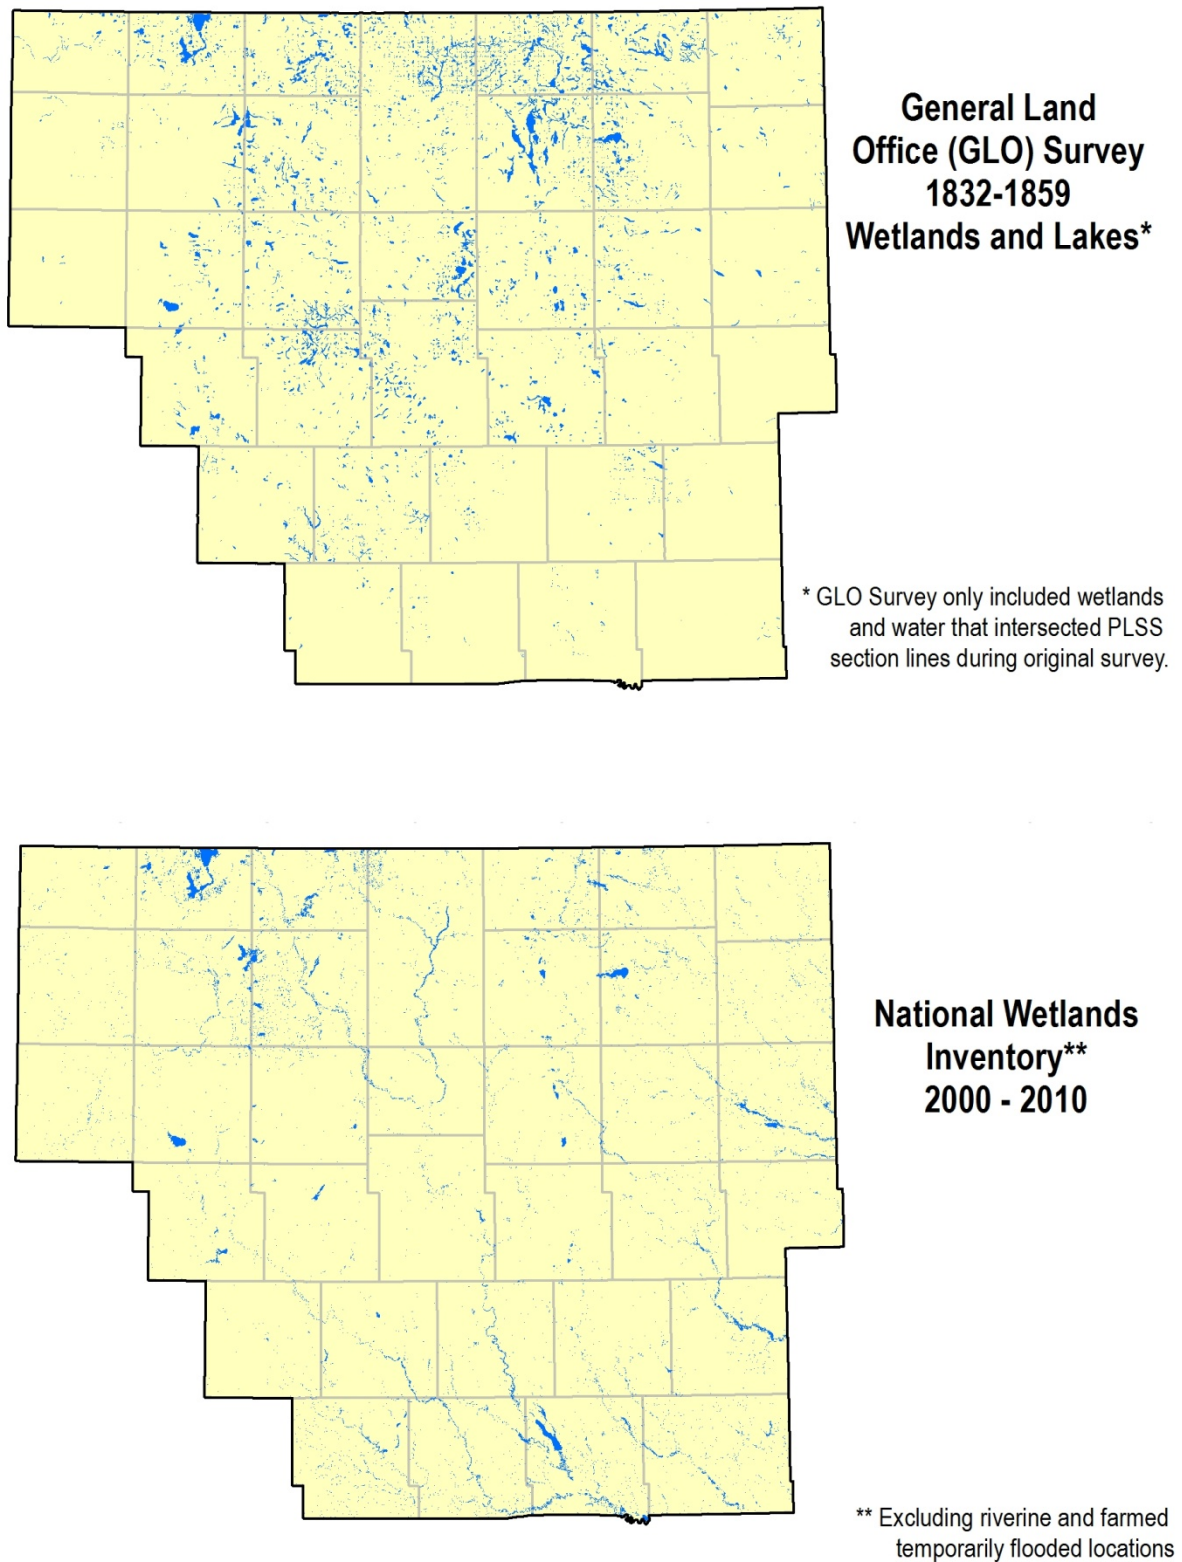 General Land
Office (GLO) Survey
1832-1859
Wetlands and Lakes*
* GLO Survey only included wetlands
and water that intersected PLSS
section lines during original survey.
National Wetlands
Inventory**
2000 - 2010
** Excluding riverine and farmed
temporarily flooded locations